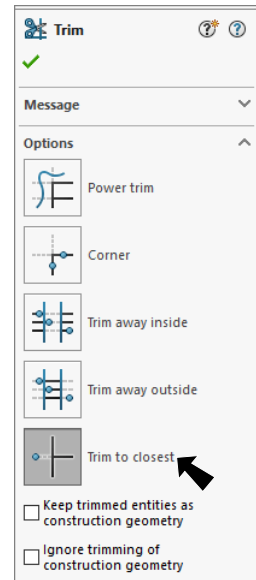 Trim
Message
Options
Power trim
Corner
Trim away inside
Trim away outside
Trim to closest
Keep trimmed entities as
construction geometry
Ignore trimming of
construction geometry